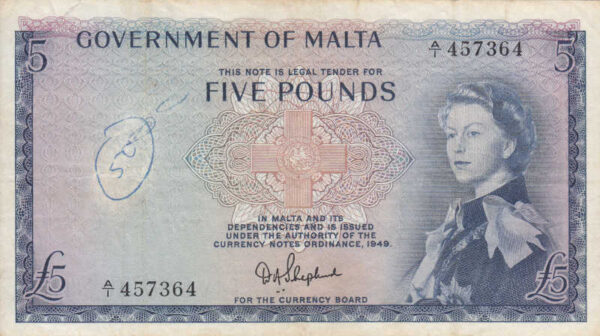 5
GOVERNMENT OF MALTA
A/1 457364
5
THIS NOTE IS LEGAL TENDER FOR
FIVE POUNDS
IN MALTA AND ITS
DEPENDENCIES AND IS ISSUED
UNDER THE AUTHORITY OF THE
CURRENCY NOTES ORDINANCE, 1949.
£5
A/1 457364
D A Shepherd
FOR THE CURRENCY BOARD
£5